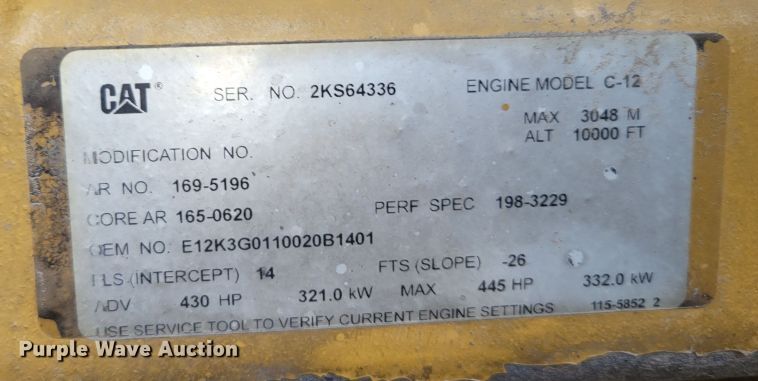 CAT® SER. NO. 2KS64336 ENGINE MODEL C-12
MAX 3048 M
ALT 10000 FT
MODIFICATION NO.
AR NO. 169-5196
CORE AR 165-0620 PERF SPEC 198-3229
OEM NO. E12K3G0110020B1401
FLS (INTERCEPT) 14 FTS (SLOPE) -26
ADV 430 HP 321.0 kW MAX 445 HP 332.0 kW
USE SERVICE TOOL TO VERIFY CURRENT ENGINE SETTINGS 115-5852 2
Purple Wave Auction